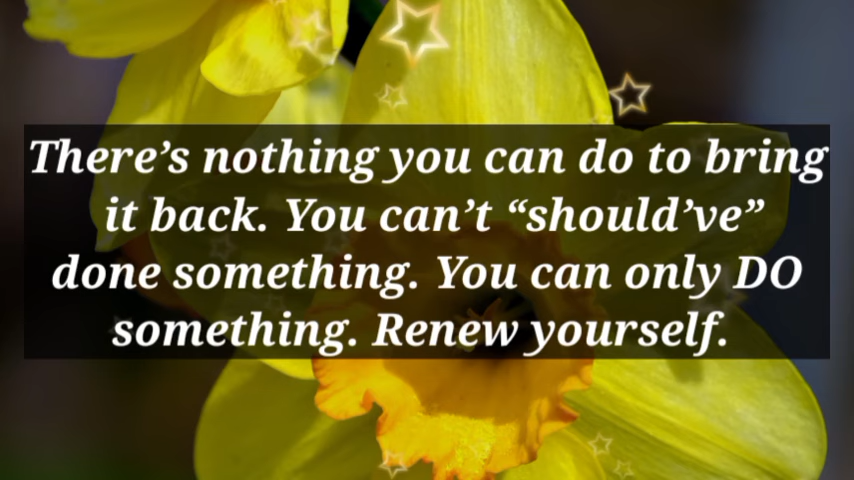 There’s nothing you can do to bring
it back. You can’t “should’ve”
done something. You can only DO
something. Renew yourself.